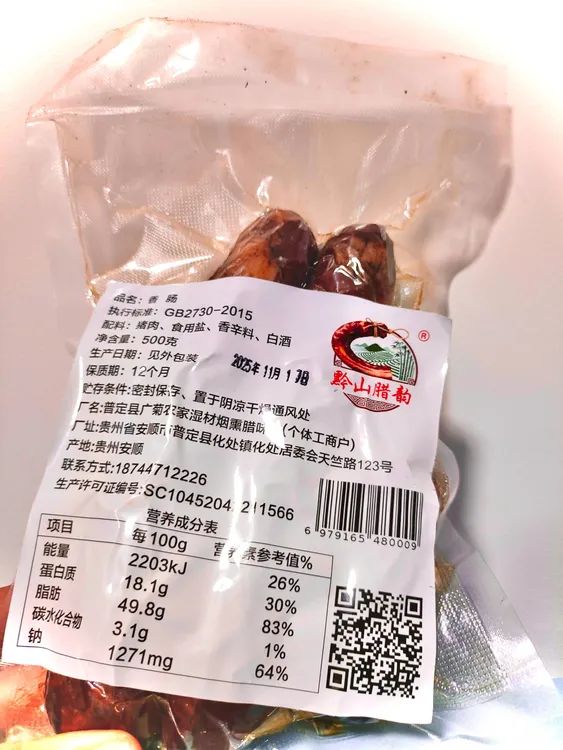 品名：香 肠
执行标准：GB2730-2015
配料：猪肉、食用盐、香辛料、白酒
净含量：500克
生产日期：见外包装
2025年11月1
保质期：12个月
贮存条件:密封保存、置于阴凉干燥通风处
厂名：普定县广菊农家湿材烟熏腊味 （个体工商户）
厂址:贵州省安顺市普定县化处镇化处居委会天竺路123号
产地:贵州安顺
联系方式:18744712226
生产许可证编号:SC10452042211566
®
黔山腊韵
6 979165 480009
营养成分表
项目 每100g 营养素参考值%
能量 2203kJ 26%
蛋白质 18.1g 30%
脂肪 49.8g 83%
碳水化合物 3.1g 1%
钠 1271mg 64%